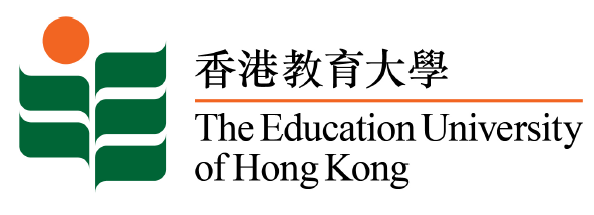 香港教育大學
The Education University
of Hong Kong